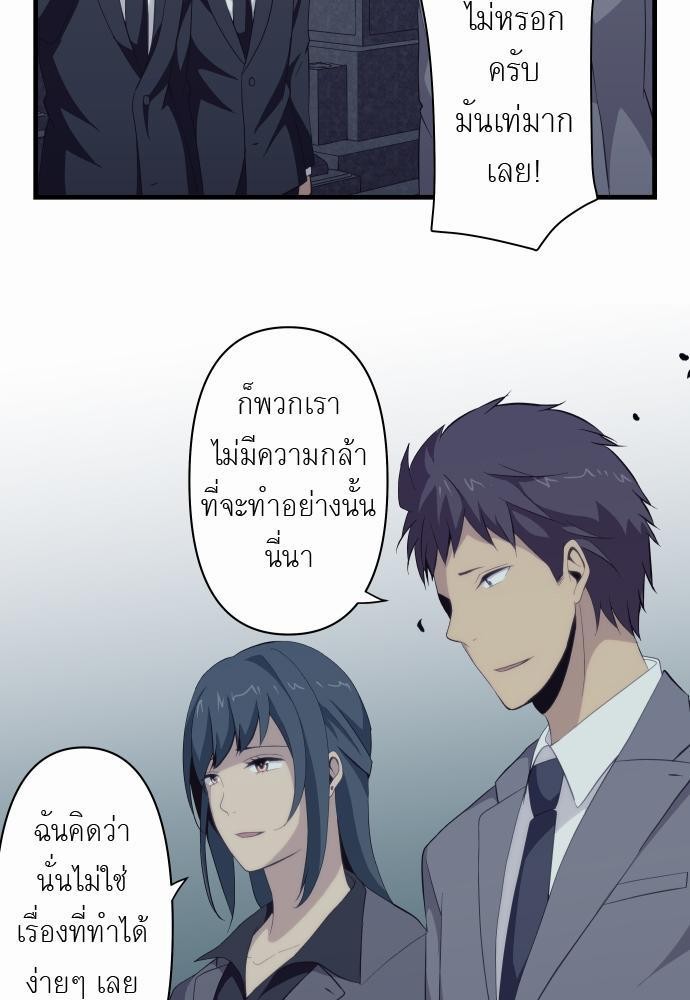 ไม่หรอก
ครับ
มันเท่มาก
เลย!
ก็พวกเรา
ไม่มีความกล้า
ที่จะทำอย่างนั้น
นี่นา
ฉันคิดว่า
นั่นไม่ใช่
เรื่องที่ทำได้
ง่ายๆ เลย